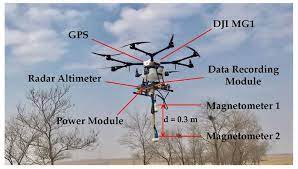 GPS
DJI MG1
Radar Altimeter
Data Recording
Module
Power Module
Magnetometer 1
d = 0.3 m
Magnetometer 2